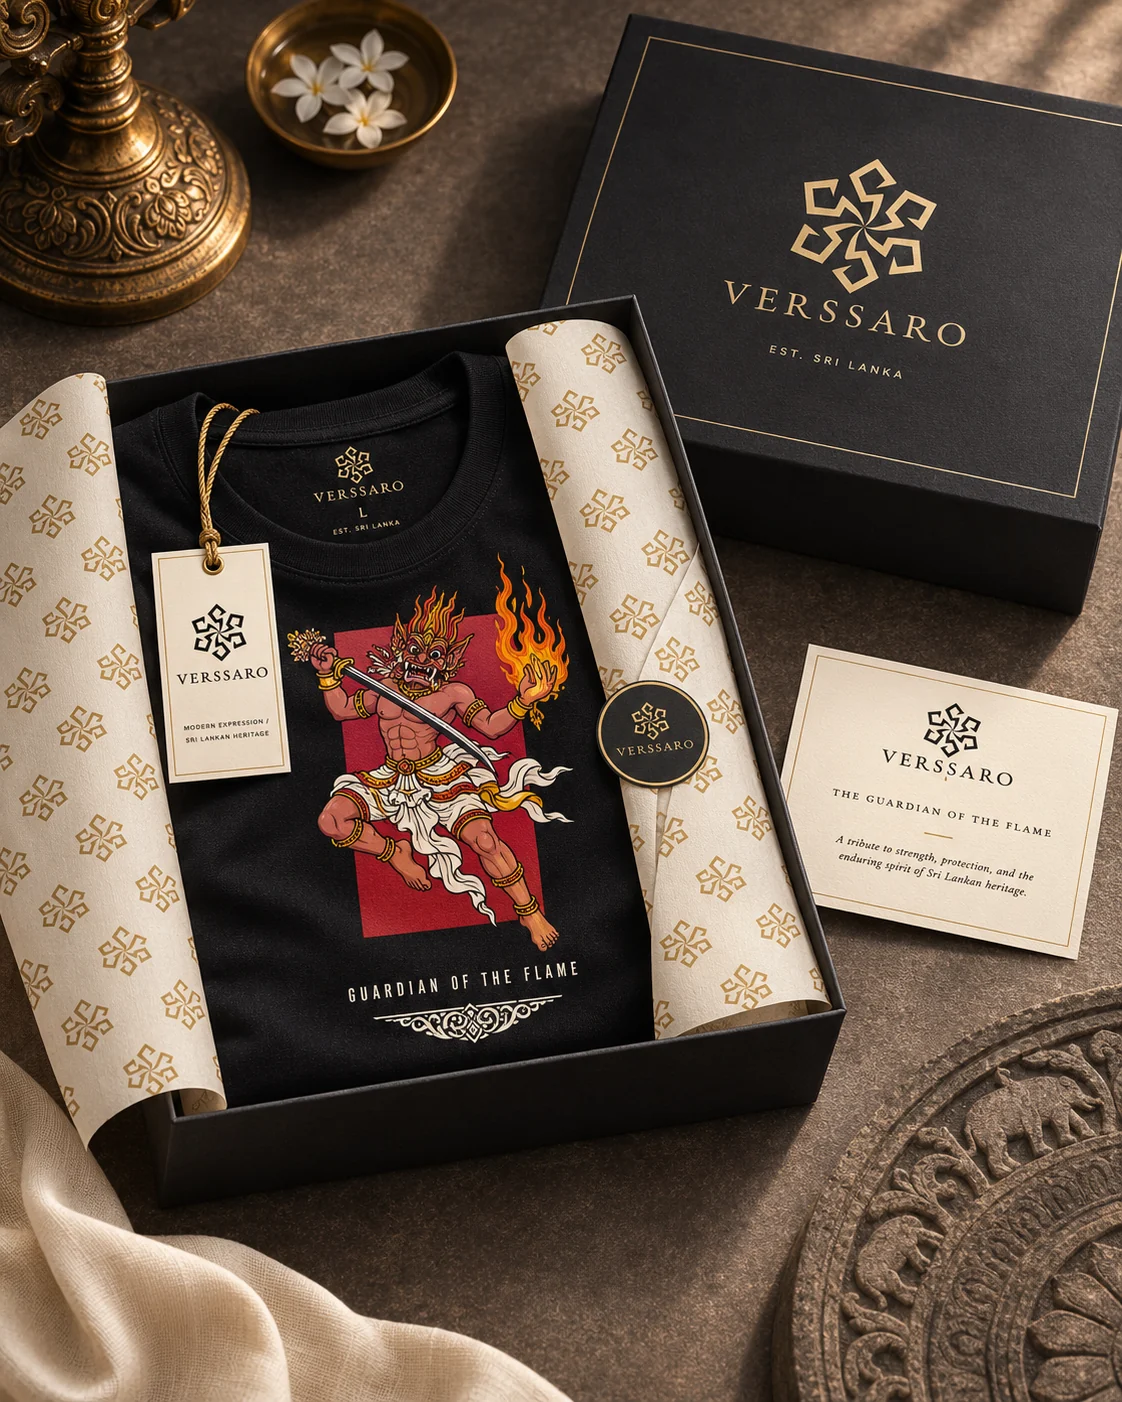 VERSSARO
EST. SRI LANKA
VERSSARO
L
EST. SRI LANKA
VERSSARO
MODERN EXPRESSION /
SRI LANKAN HERITAGE
GUARDIAN OF THE FLAME
VERSSARO
VERSSARO
THE GUARDIAN OF THE FLAME
A tribute to strength, protection, and the
enduring spirit of Sri Lankan heritage.